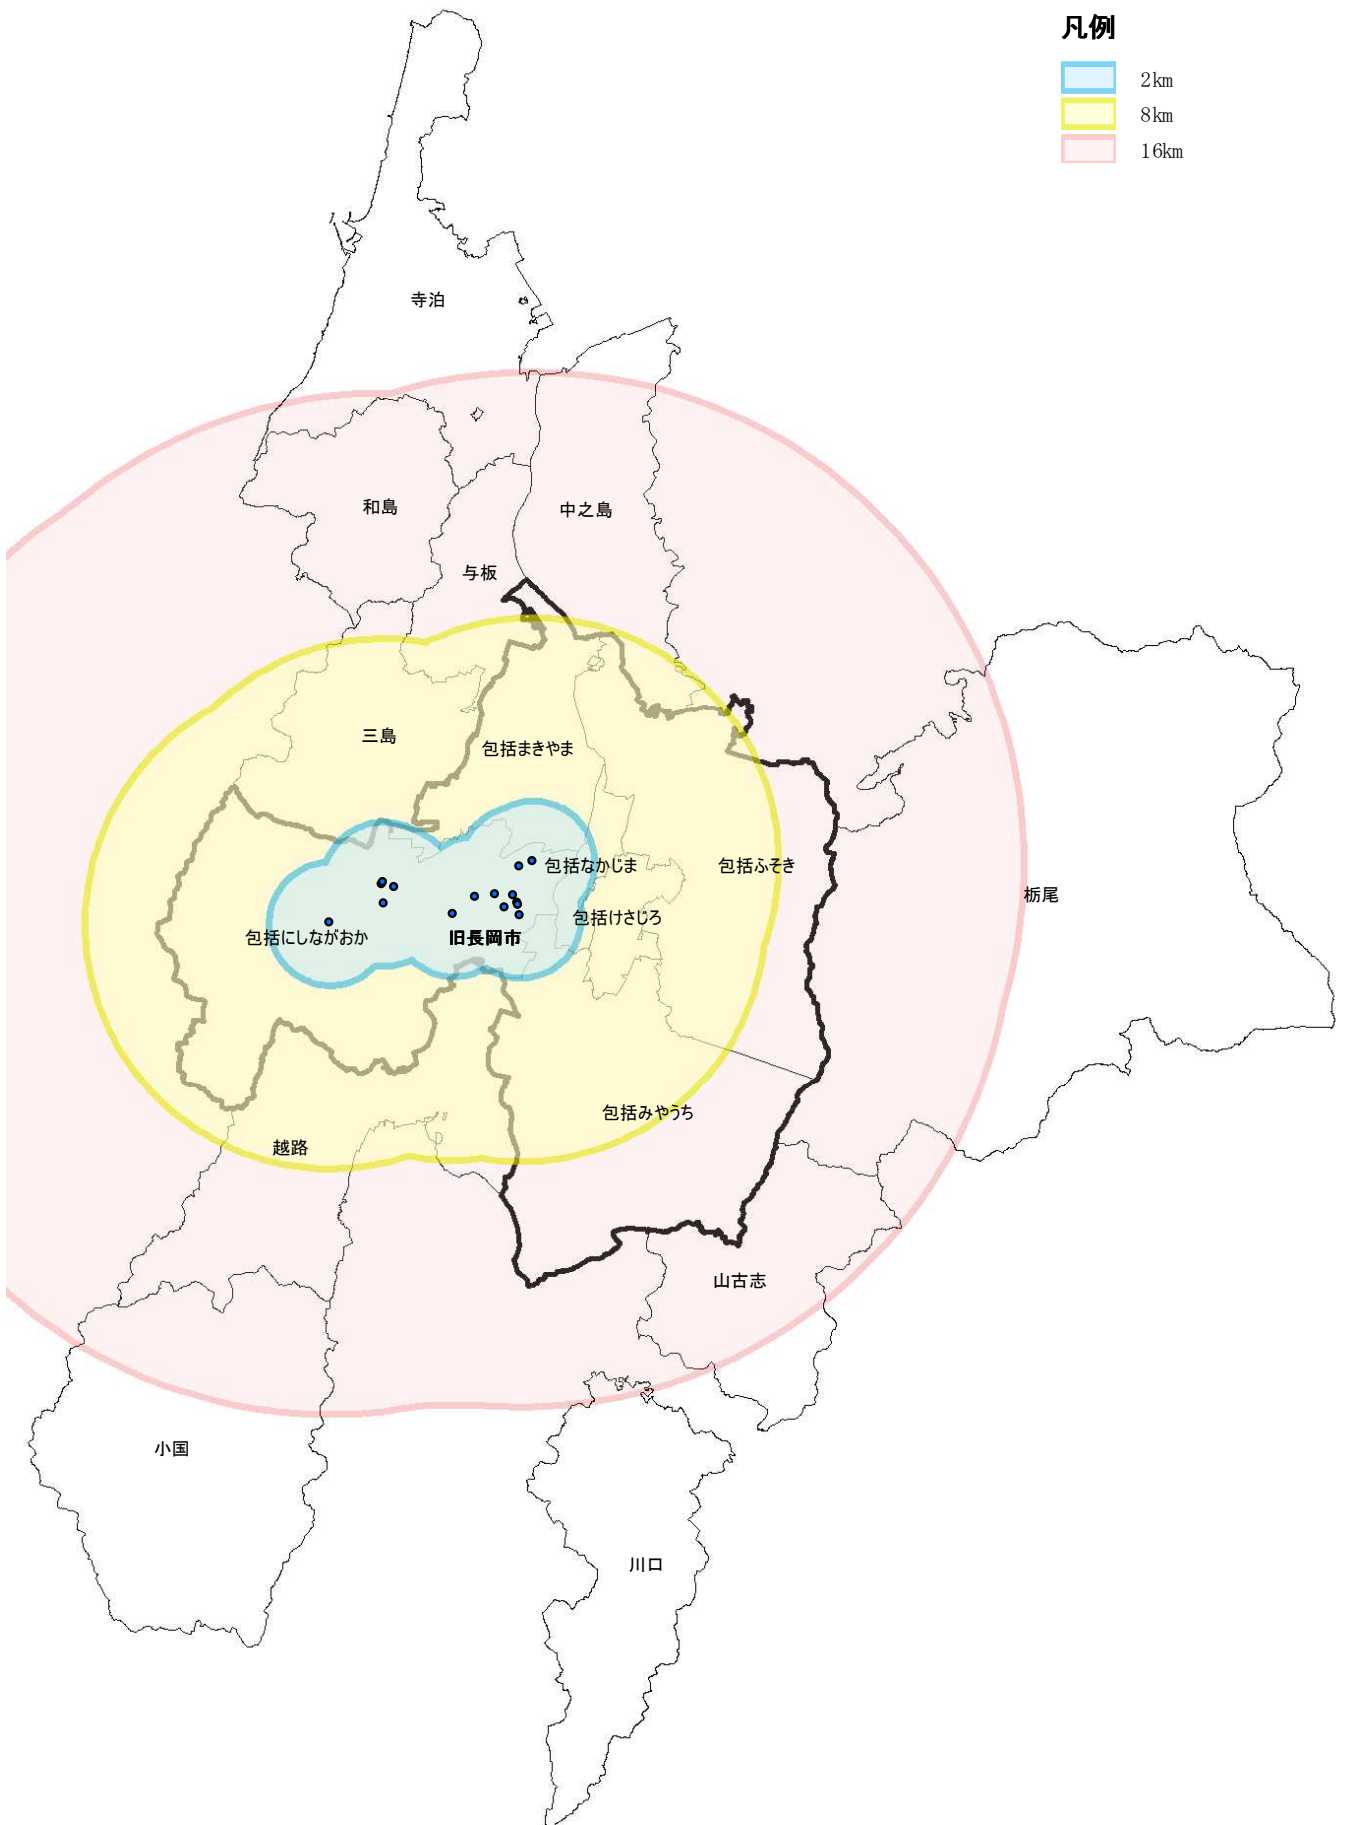 凡例
2km
8km
16km
寺泊
和島
中之島
与板
三島
包括まきやま
包括なかじま
包括ふそき
栃尾
包括けさじろ
包括にしながおか
旧長岡市
包括みやうち
越路
山古志
小国
川口